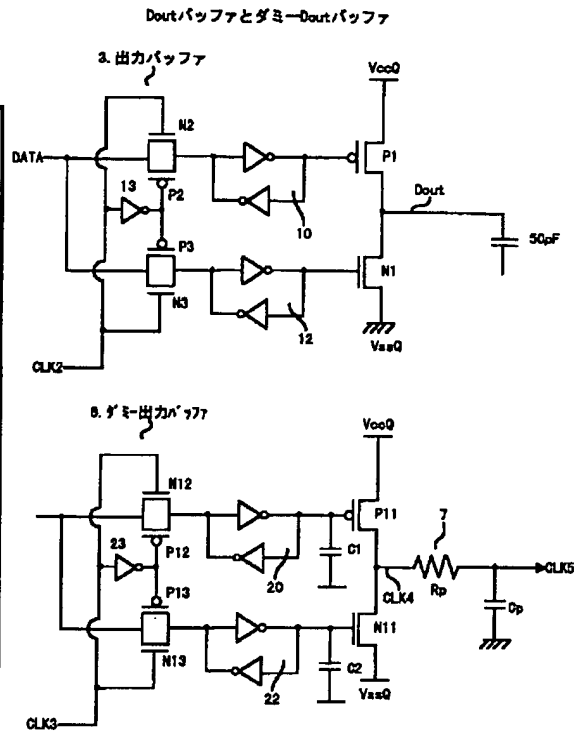 DoutバッファとダミーDoutバッファ
3. 出力バッファ
VccQ
N2
DATA
P1
13
P2
Dout
10
P3
50pF
N1
N3
12
VssQ
CLK2
6. ダミー出力バッファ
VccQ
N12
P11
7
23
P12
C1
20
CLK4
Rp
CLK5
P13
Cp
N11
N13
C2
22
VssQ
CLK3